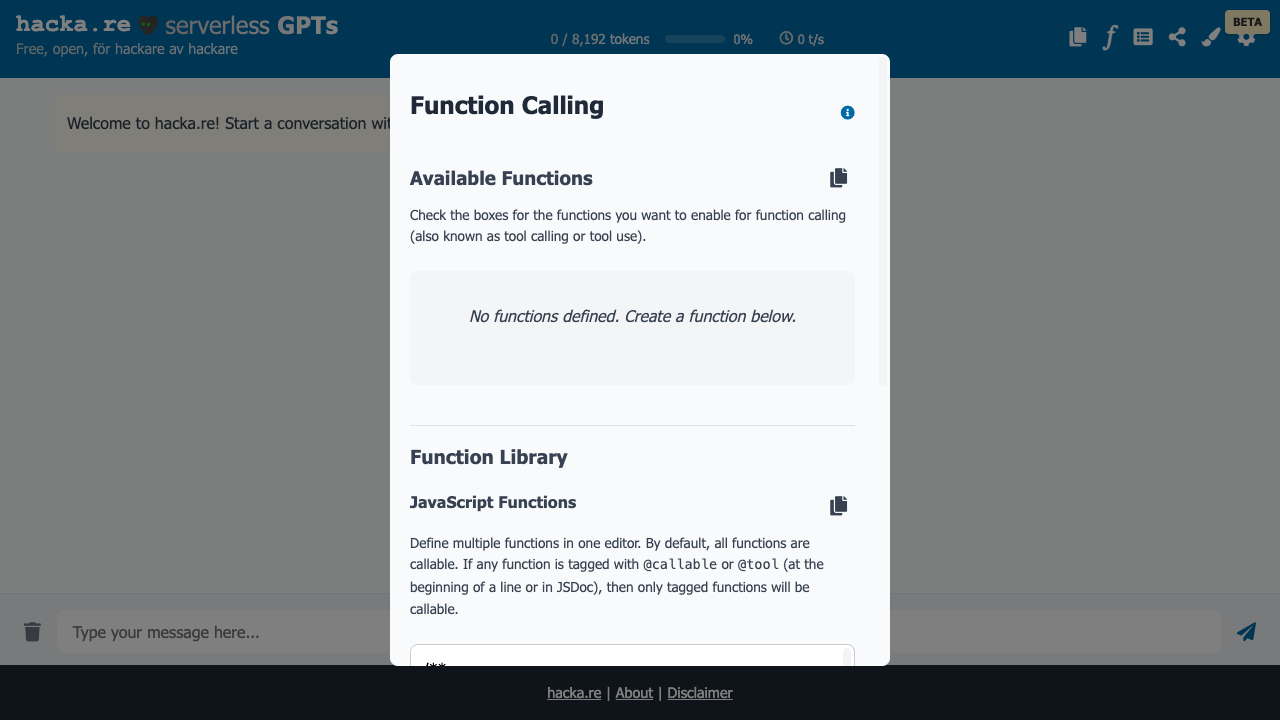 hacka.re serverless GPTs
Free, open, för hackare av hackare
0 / 8,192 tokens 0% 0 t/s
BETA
Welcome to hacka.re! Start a conversation wit
Function Calling
Available Functions
Check the boxes for the functions you want to enable for function calling
(also known as tool calling or tool use).
No functions defined. Create a function below.
Function Library
JavaScript Functions
Define multiple functions in one editor. By default, all functions are
callable. If any function is tagged with @callable or @tool (at the
beginning of a line or in JSDoc), then only tagged functions will be
callable.
/**
Type your message here...
hacka.re | About | Disclaimer